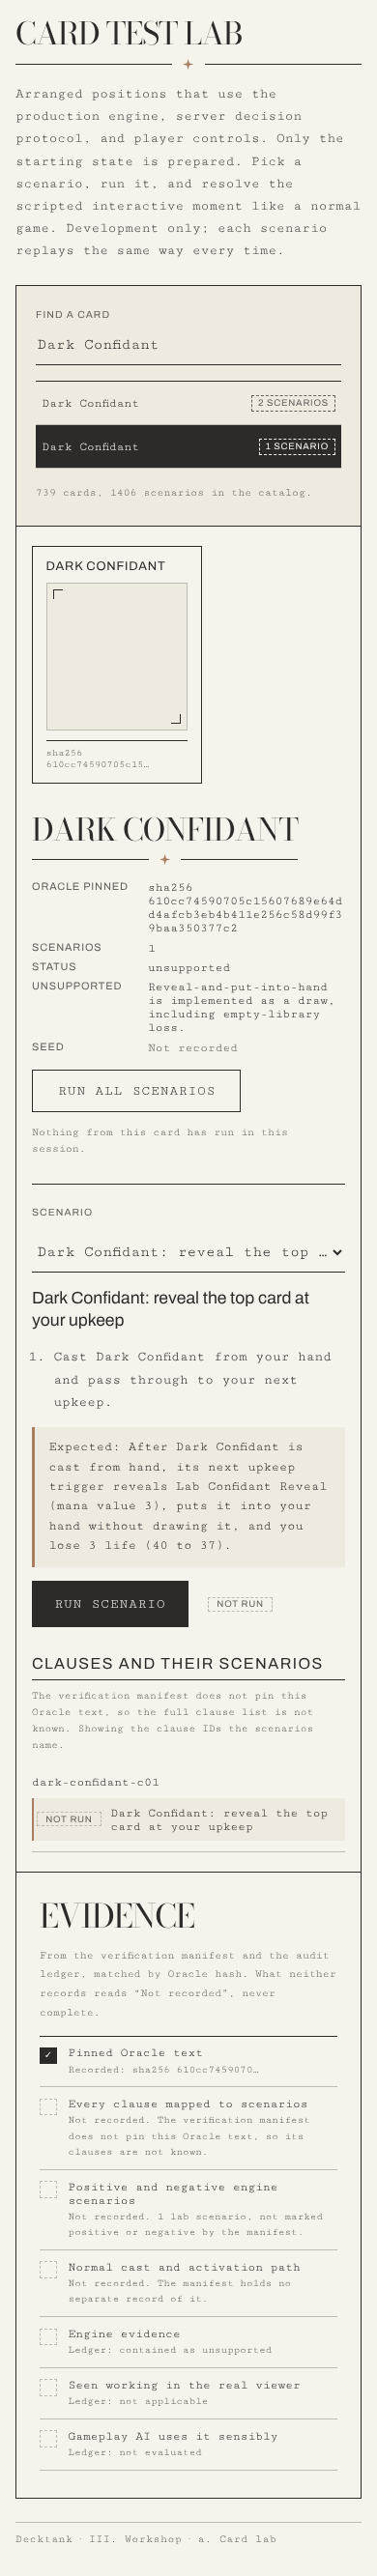 CARD TEST LAB
Arranged positions that use the
production engine, server decision
protocol, and player controls. Only the
starting state is prepared. Pick a
scenario, run it, and resolve the
scripted interactive moment like a normal
game. Development only; each scenario
replays the same way every time.
FIND A CARD
Dark Confidant
Dark Confidant 2 SCENARIOS
Dark Confidant 1 SCENARIO
739 cards, 1406 scenarios in the catalog.
DARK CONFIDANT
sha256
610cc74590705c15…
DARK CONFIDANT
ORACLE PINNED sha256
610cc74590705c15607689e64d
d4afcb3eb4b411e256c58d99f3
9baa350377c2
SCENARIOS 1
STATUS unsupported
UNSUPPORTED Reveal-and-put-into-hand
is implemented as a draw,
including empty-library
loss.
SEED Not recorded
RUN ALL SCENARIOS
Nothing from this card has run in this
session.
SCENARIO
Dark Confidant: reveal the top …
Dark Confidant: reveal the top card at
your upkeep
1. Cast Dark Confidant from your hand
and pass through to your next
upkeep.
Expected: After Dark Confidant is
cast from hand, its next upkeep
trigger reveals Lab Confidant Reveal
(mana value 3), puts it into your
hand without drawing it, and you
lose 3 life (40 to 37).
RUN SCENARIO NOT RUN
CLAUSES AND THEIR SCENARIOS
The verification manifest does not pin this
Oracle text, so the full clause list is not
known. Showing the clause IDs the scenarios
name.
dark-confidant-c01
NOT RUN Dark Confidant: reveal the top
card at your upkeep
EVIDENCE
From the verification manifest and the audit
ledger, matched by Oracle hash. What neither
records reads “Not recorded”, never
complete.
✓ Pinned Oracle text
Recorded: sha256 610cc7459070…
Every clause mapped to scenarios
Not recorded. The verification manifest
does not pin this Oracle text, so its
clauses are not known.
Positive and negative engine
scenarios
Not recorded. 1 lab scenario, not marked
positive or negative by the manifest.
Normal cast and activation path
Not recorded. The manifest holds no
separate record of it.
Engine evidence
Ledger: contained as unsupported
Seen working in the real viewer
Ledger: not applicable
Gameplay AI uses it sensibly
Ledger: not evaluated
Decktank · III. Workshop · a. Card lab